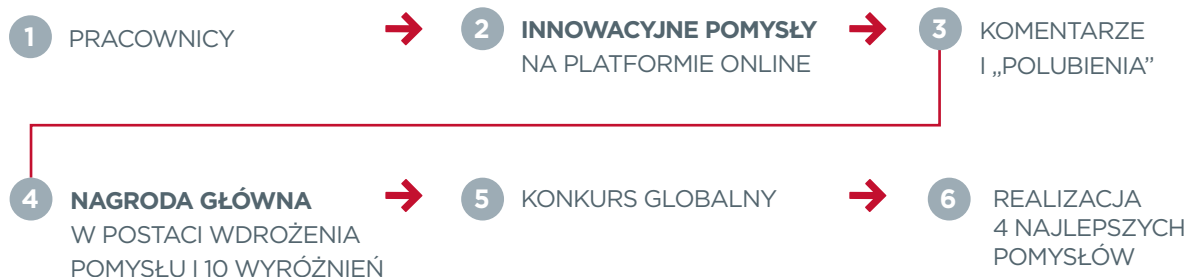 1 PRACOWNICY
2 INNOWACYJNE POMYSŁY
NA PLATFORMIE ONLINE
3 KOMENTARZE
I „POLUBIENIA”
4 NAGRODA GŁÓWNA
W POSTACI WDROŻENIA
POMYSŁU I 10 WYRÓŻNIEŃ
5 KONKURS GLOBALNY
6 REALIZACJA
4 NAJLEPSZYCH
POMYSŁÓW